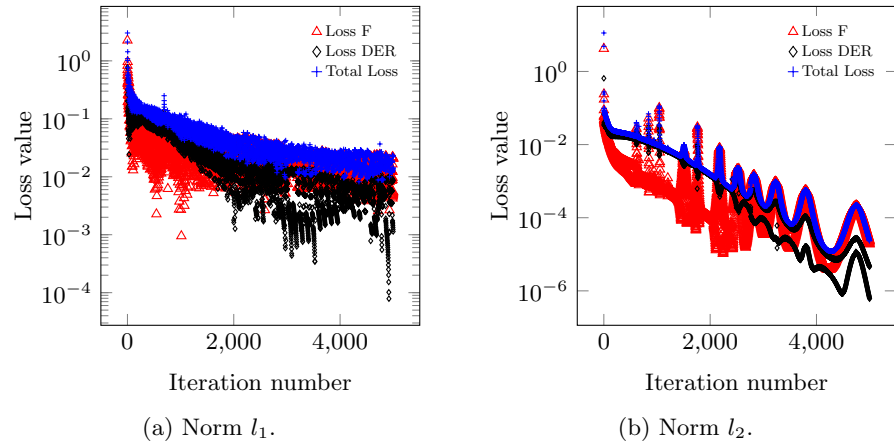 Loss F
Loss DER
Total Loss
10^0
10^{-1}
10^{-2}
10^{-3}
10^{-4}
Loss value
0
2,000
4,000
Iteration number
(a) Norm l_1.
Loss F
Loss DER
Total Loss
10^0
10^{-2}
10^{-4}
10^{-6}
Loss value
0
2,000
4,000
Iteration number
(b) Norm l_2.